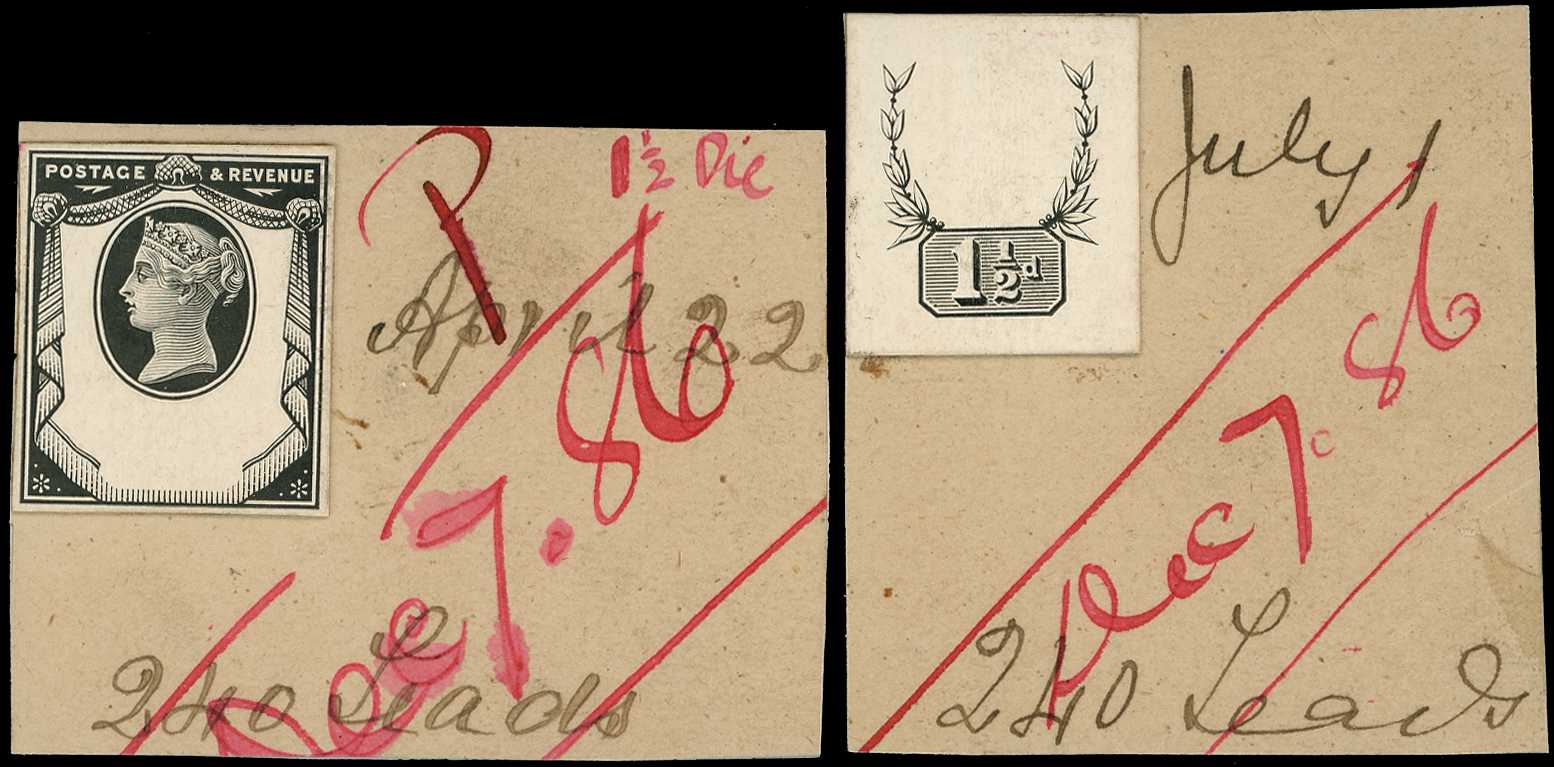 POSTAGE & REVENUE
P
1½ Die
April 22
Dec 7. 86
240 Leads
1½d
July 1
Dec 7. 86
240 Leads